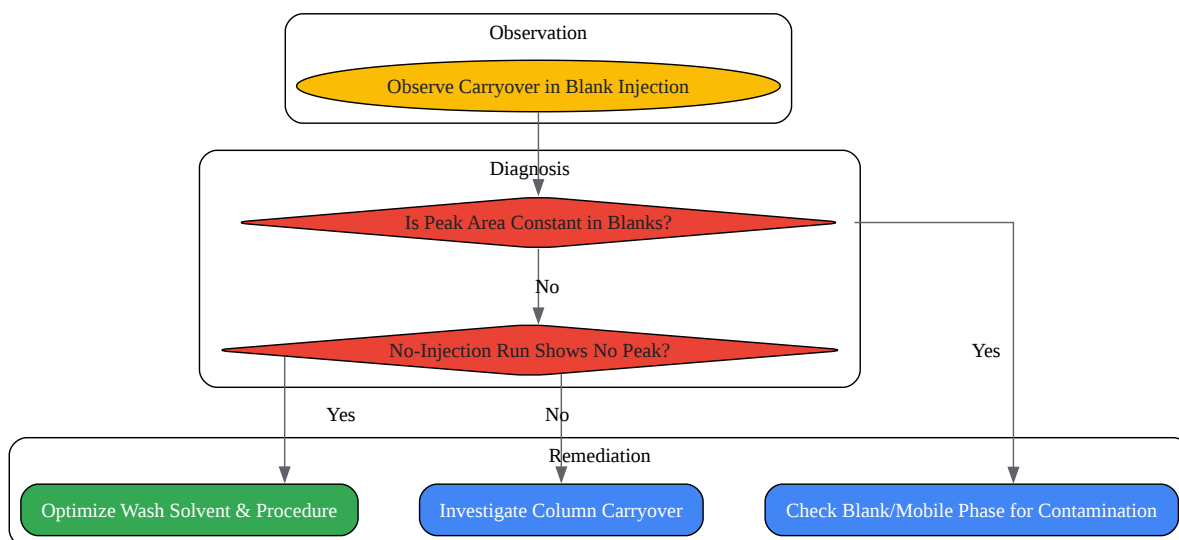 Observation
Observe Carryover in Blank Injection
Diagnosis
Is Peak Area Constant in Blanks?
No
No-Injection Run Shows No Peak?
Yes
Yes
No
Remediation
Optimize Wash Solvent & Procedure
Investigate Column Carryover
Check Blank/Mobile Phase for Contamination